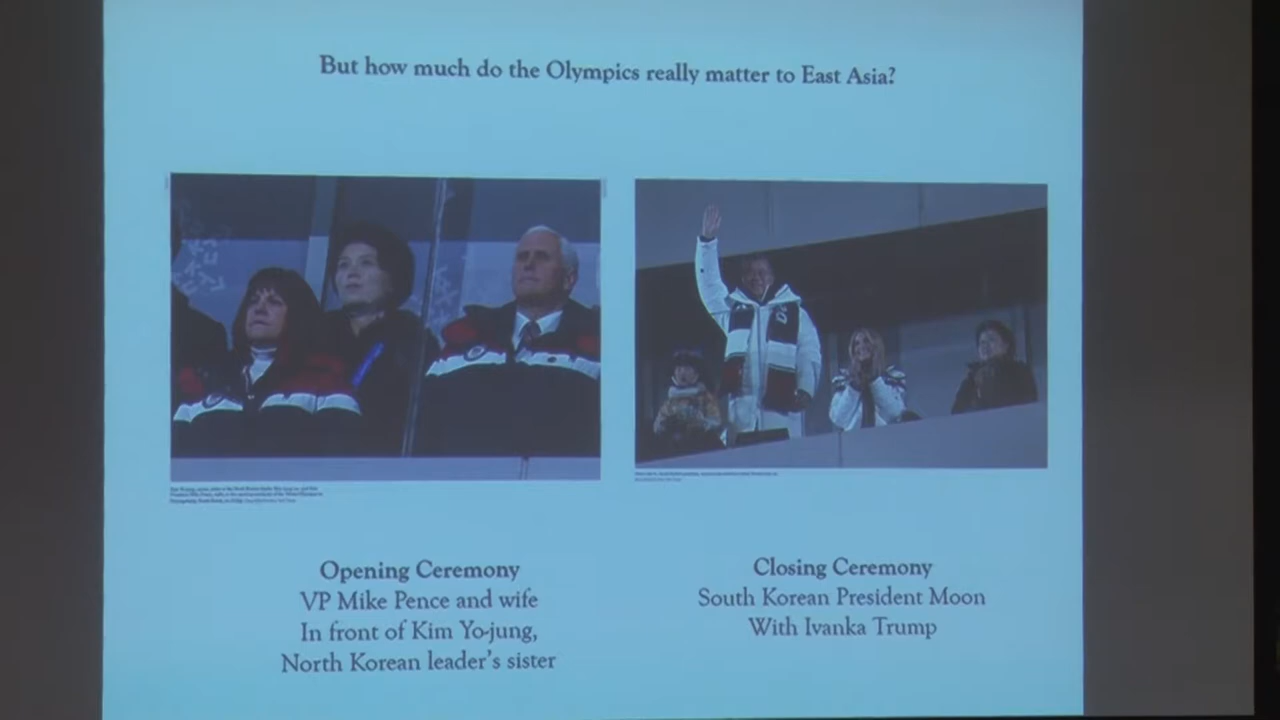 But how much do the Olympics really matter to East Asia?
Opening Ceremony
VP Mike Pence and wife
In front of Kim Yo-jung,
North Korean leader's sister
Closing Ceremony
South Korean President Moon
With Ivanka Trump